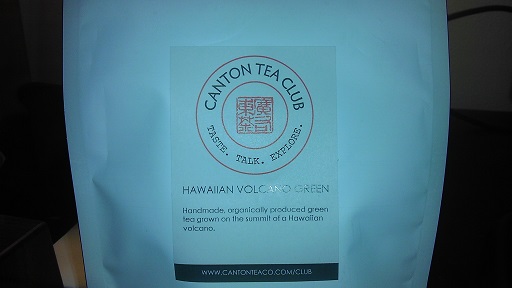 CANTON TEA CLUB
TASTE. TALK. EXPLORE.
HAWAIIAN VOLCANO GREEN
Handmade, organically produced green
tea grown on the summit of a Hawaiian
volcano.
WWW.CANTONTEACO.COM/CLUB